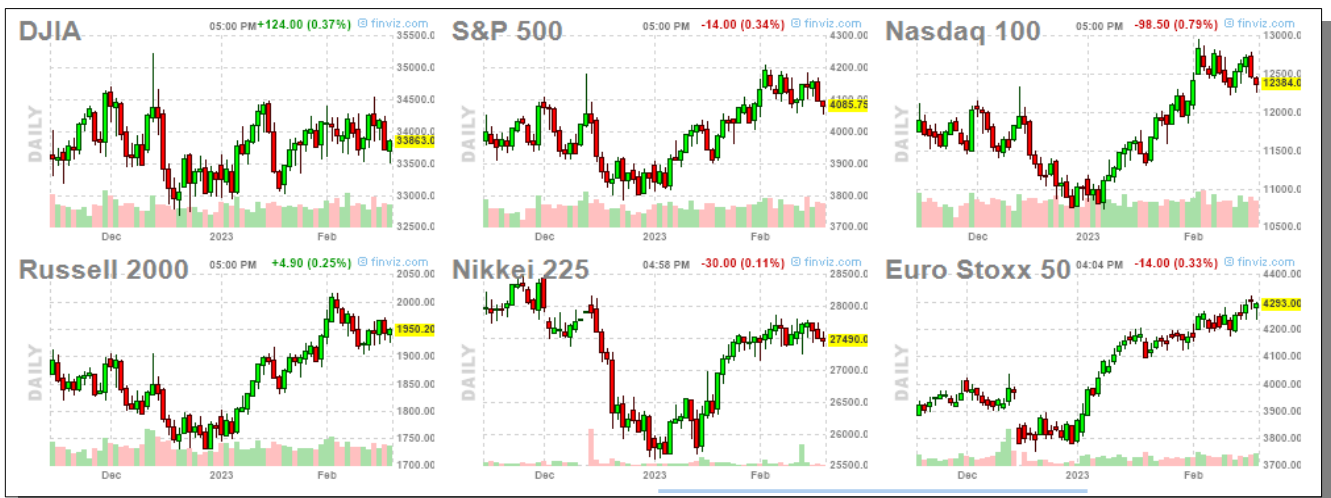 DJIA 05:00 PM +124.00 (0.37%) © finviz.com
35500.0
35000.0
34500.0
34000.0
33863.0
33500.0
33000.0
32500.0
DAILY
Dec 2023 Feb
S&P 500 05:00 PM -14.00 (0.34%) © finviz.com
4300.00
4200.00
4085.75
4000.00
3900.00
3800.00
3700.00
DAILY
Dec 2023 Feb
Nasdaq 100 05:00 PM -98.50 (0.79%) © finviz.com
13000.0
12500.0
12384.0
12000.0
11500.0
11000.0
10500.0
DAILY
Dec 2023 Feb
Russell 2000 05:00 PM +4.90 (0.25%) © finviz.com
2050.00
2000.00
1950.20
1900.00
1850.00
1800.00
1750.00
1700.00
DAILY
Dec 2023 Feb
Nikkei 225 04:58 PM -30.00 (0.11%) © finviz.com
28500.0
28000.0
27490.0
27000.0
26500.0
26000.0
25500.0
DAILY
Dec 2023 Feb
Euro Stoxx 50 04:04 PM -14.00 (0.33%) © finviz.com
4400.00
4293.00
4200.00
4100.00
4000.00
3900.00
3800.00
3700.00
DAILY
Dec 2023 Feb